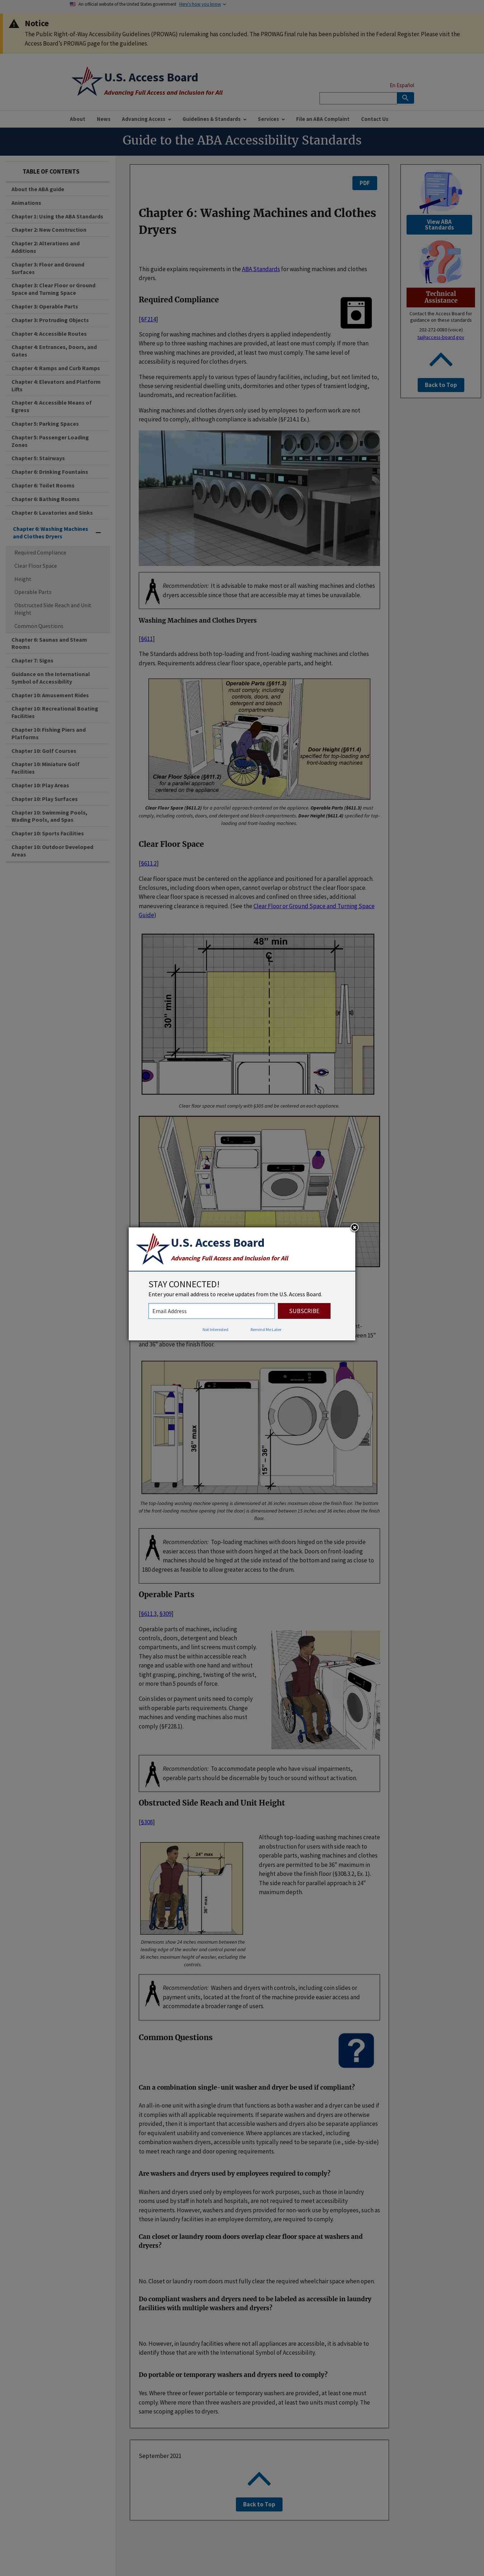 An official website of the United States government Here's how you know
Notice
The Public Right-of-Way Accessibility Guidelines (PROWAG) rulemaking has concluded. The PROWAG final rule has been published in the Federal Register. Please visit the
Access Board's PROWAG page for the guidelines.
U.S. Access Board
Advancing Full Access and Inclusion for All
En Español
About News Advancing Access Guidelines & Standards Services File an ABA Complaint Contact Us
Guide to the ABA Accessibility Standards
TABLE OF CONTENTS
About the ABA guide
Animations
Chapter 1: Using the ABA Standards
Chapter 2: New Construction
Chapter 2: Alterations and
Additions
Chapter 3: Floor and Ground
Surfaces
Chapter 3: Clear Floor or Ground
Space and Turning Space
Chapter 3: Operable Parts
Chapter 3: Protruding Objects
Chapter 4: Accessible Routes
Chapter 4: Entrances, Doors, and
Gates
Chapter 4: Ramps and Curb Ramps
Chapter 4: Elevators and Platform
Lifts
Chapter 4: Accessible Means of
Egress
Chapter 5: Parking Spaces
Chapter 5: Passenger Loading
Zones
Chapter 5: Stairways
Chapter 6: Drinking Fountains
Chapter 6: Toilet Rooms
Chapter 6: Bathing Rooms
Chapter 6: Lavatories and Sinks
Chapter 6: Washing Machines
and Clothes Dryers
Required Compliance
Clear Floor Space
Height
Operable Parts
Obstructed Side Reach and Unit
Height
Common Questions
Chapter 6: Saunas and Steam
Rooms
Chapter 7: Signs
Guidance on the International
Symbol of Accessibility
Chapter 10: Amusement Rides
Chapter 10: Recreational Boating
Facilities
Chapter 10: Fishing Piers and
Platforms
Chapter 10: Golf Courses
Chapter 10: Miniature Golf
Facilities
Chapter 10: Play Areas
Chapter 10: Play Surfaces
Chapter 10: Swimming Pools,
Wading Pools, and Spas
Chapter 10: Sports Facilities
Chapter 10: Outdoor Developed
Areas
PDF
Chapter 6: Washing Machines and Clothes
Dryers
This guide explains requirements in the ABA Standards for washing machines and clothes
dryers.
Required Compliance
[§F214]
Scoping for washing machines and clothes dryers is applied independently. Where up to
three washing machines are provided, at least one must comply, and where more than
three washing machines are provided, at least two must comply. The same amount of
accessibility is required for clothes dryers.
These requirements apply to various types of laundry facilities, including, but not limited
to, those provided at multi-family dwelling facilities, social service establishments,
laundromats, and recreation facilities.
Washing machines and clothes dryers only used by employees to perform work are not
required to comply, although compliance is advisable (§F214.1 Ex.).
Recommendation: It is advisable to make most or all washing machines and clothes
dryers accessible since those that are accessible may at times be unavailable.
Washing Machines and Clothes Dryers
[§611]
The Standards address both top-loading and front-loading washing machines and clothes
dryers. Requirements address clear floor space, operable parts, and height.
Operable Parts (§811.3)
must comply,
including doors,
controls, and
detergent and bleach
compartments
Door Height (§811.4)
specified for top-loading
and front-loading
machines.
Clear Floor Space (§811.2)
for a parallel approach
centered on the appliance
Clear Floor Space (§611.2) for a parallel approach centered on the appliance. Operable Parts (§611.3) must
comply, including controls, doors, and detergent and bleach compartments. Door Height (§611.4) specified for top-
loading and front-loading machines.
Clear Floor Space
[§611.2]
Clear floor space must be centered on the appliance and positioned for a parallel approach.
Enclosures, including doors when open, cannot overlap or obstruct the clear floor space.
Where appliances are recessed in alcoves or if clear floor spaces
confined on three sides, additional
maneuvering clearance is required. (See the Clear Floor or Ground Space and Turning Space
Guide)
48" min
30" min
Clear floor space must comply with §305 and be centered on each appliance.
U.S. Access Board
Advancing Full Access and Inclusion for All
STAY CONNECTED!
Enter your email address to receive updates from the U.S. Access Board.
Email Address
SUBSCRIBE
Not Interested Remind Me Later
and 36" above the finish floor.
36" max
15" – 36"
The top-loading washing machine opening is dimensioned at 36 inches maximum above the finish floor. The bottom
of the front-loading washing machine opening (not the door) is dimensioned between 15 inches and 36 inches above the finish
floor.
Recommendation: Top-loading machines with doors hinged on the side provide
easier access than those with doors hinged at the back. Doors on front-loading
machines should be hinged at the side instead of the bottom and swing as close to
180 degrees as feasible to allow greater access to the drum.
Operable Parts
[§611.3, §309]
Operable parts of machines, including
controls, doors, detergent and bleach
compartments, and lint screens must comply.
They also must be within accessible reach
range and usable with one hand and without
tight grasping, pinching, twisting of the wrist,
or more than 5 pounds of force.
Coin slides or payment units need to comply
with operable parts requirements. Change
machines and vending machines also must
comply (§F228.1).
Recommendation: To accommodate people who have visual impairments,
operable parts should be discernable by touch or sound without activation.
Obstructed Side Reach and Unit Height
[§308]
24" max
36" max
Dimensions show 24 inches maximum between the
leading edge of the washer and control panel and
36 inches maximum height of washer, excluding the
controls.
Although top-loading washing machines create
an obstruction for users with side reach to
operable parts, washing machines and clothes
dryers are permitted to be 36" maximum in
height above the finish floor (§308.3.2, Ex. 1).
The side reach for parallel approach is 24"
maximum depth.
Recommendation: Washers and dryers with controls, including coin slides or
payment units, located at the front of the machine provide easier access and
accommodate a broader range of users.
Common Questions
Can a combination single-unit washer and dryer be used if compliant?
An all-in-one unit with a single drum that functions as both a washer and a dryer can be used if
it complies with all applicable requirements. If separate washers and dryers are otherwise
provided, then it is important that accessible washers and dryers also be separate appliances
for equivalent usability and convenience. Where appliances are stacked, including
combination washers dryers, accessible units typically need to be separate (i.e., side-by-side)
to meet reach range and door opening requirements.
Are washers and dryers used by employees required to comply?
Washers and dryers used only by employees for work purposes, such as those in laundry
rooms used by staff in hotels and hospitals, are not required to meet accessibility
requirements. However, washers and dryers provided for non-work use by employees, such as
those in laundry facilities in an employee dormitory, are required to comply.
Can closet or laundry room doors overlap clear floor space at washers and
dryers?
No. Closet or laundry room doors must fully clear the required wheelchair space when open.
Do compliant washers and dryers need to be labeled as accessible in laundry
facilities with multiple washers and dryers?
No. However, in laundry facilities where not all appliances are accessible, it is advisable to
identify those that are with the International Symbol of Accessibility.
Do portable or temporary washers and dryers need to comply?
Yes. Where three or fewer portable or temporary washers are provided, at least one must
comply. Where more than three washers are provided, at least two units must comply. The
same scoping applies to dryers.
September 2021
Back to Top
View ABA
Standards
Technical
Assistance
Contact the Access Board for
guidance on these standards
202-272-0080 (voice)
ta@access-board.gov
Back to Top